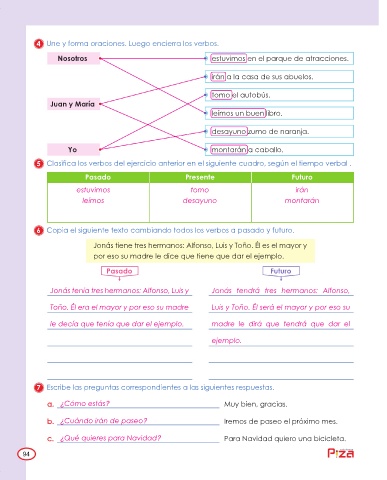 4 Une y forma oraciones. Luego encierra los verbos.
Nosotros
estuvimos en el parque de atracciones.
irán a la casa de sus abuelos.
tomo el autobús.
Juan y María
leímos un buen libro.
desayuno zumo de naranja.
Yo
montarán a caballo.
5 Clasifica los verbos del ejercicio anterior en el siguiente cuadro, según el tiempo verbal .
Pasado Presente Futuro
estuvimos tomo irán
leímos desayuno montarán
6 Copia el siguiente texto cambiando todos los verbos a pasado y futuro.
Jonás tiene tres hermanos: Alfonso, Luis y Toño. Él es el mayor y
por eso su madre le dice que tiene que dar el ejemplo.
Pasado Futuro
Jonás tenía tres hermanos: Alfonso, Luis y
Toño. Él era el mayor y por eso su madre
le decía que tenía que dar el ejemplo.
Jonás tendrá tres hermanos: Alfonso,
Luis y Toño. Él será el mayor y por eso su
madre le dirá que tendrá que dar el
ejemplo.
7 Escribe las preguntas correspondientes a las siguientes respuestas.
a. ¿Cómo estás? Muy bien, gracias.
b. ¿Cuándo irán de paseo? Iremos de paseo el próximo mes.
c. ¿Qué quieres para Navidad? Para Navidad quiero una bicicleta.
94
Piza